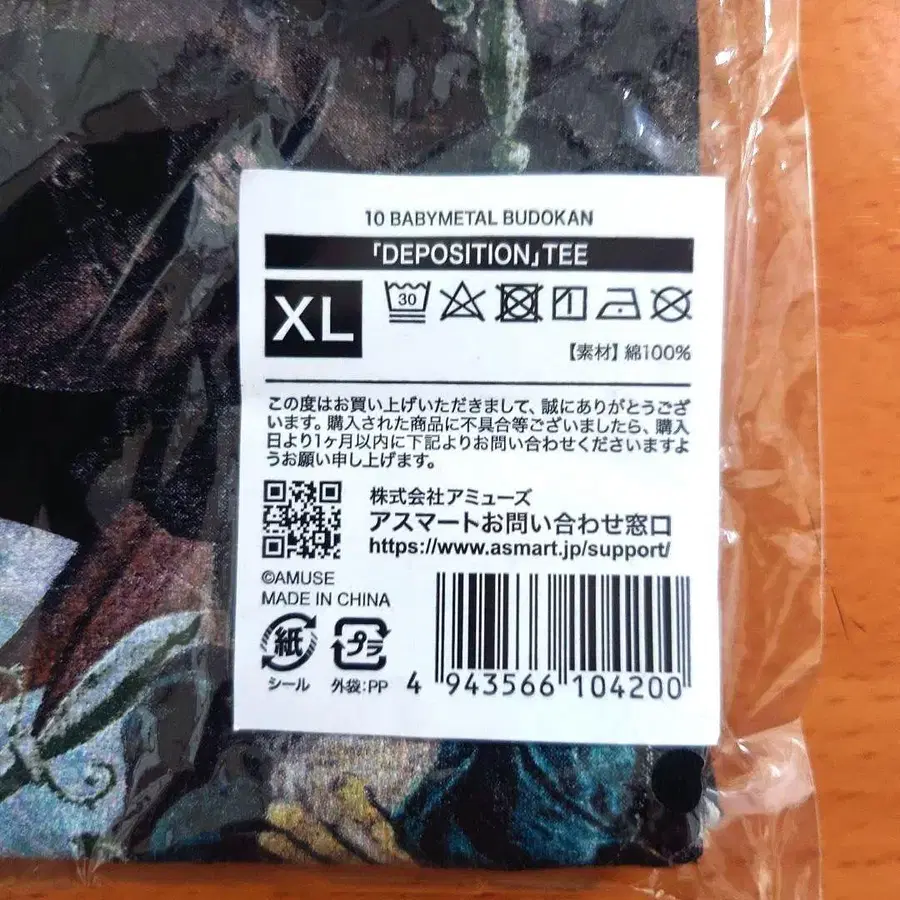 10 BABYMETAL BUDOKAN
「DEPOSITION」TEE
XL
30
【素材】綿100%
この度はお買い上げいただきまして、誠にありがとうござ
います。購入された商品に不具合等ございましたら、購入
日より1ヶ月以内に下記よりお問い合わせくださいますよ
うお願い申し上げます。
株式会社アミューズ
アスマートお問い合わせ窓口
https://www.asmart.jp/support/
©AMUSE
MADE IN CHINA
紙
プラ
シール
外袋:PP
4 943566 104200